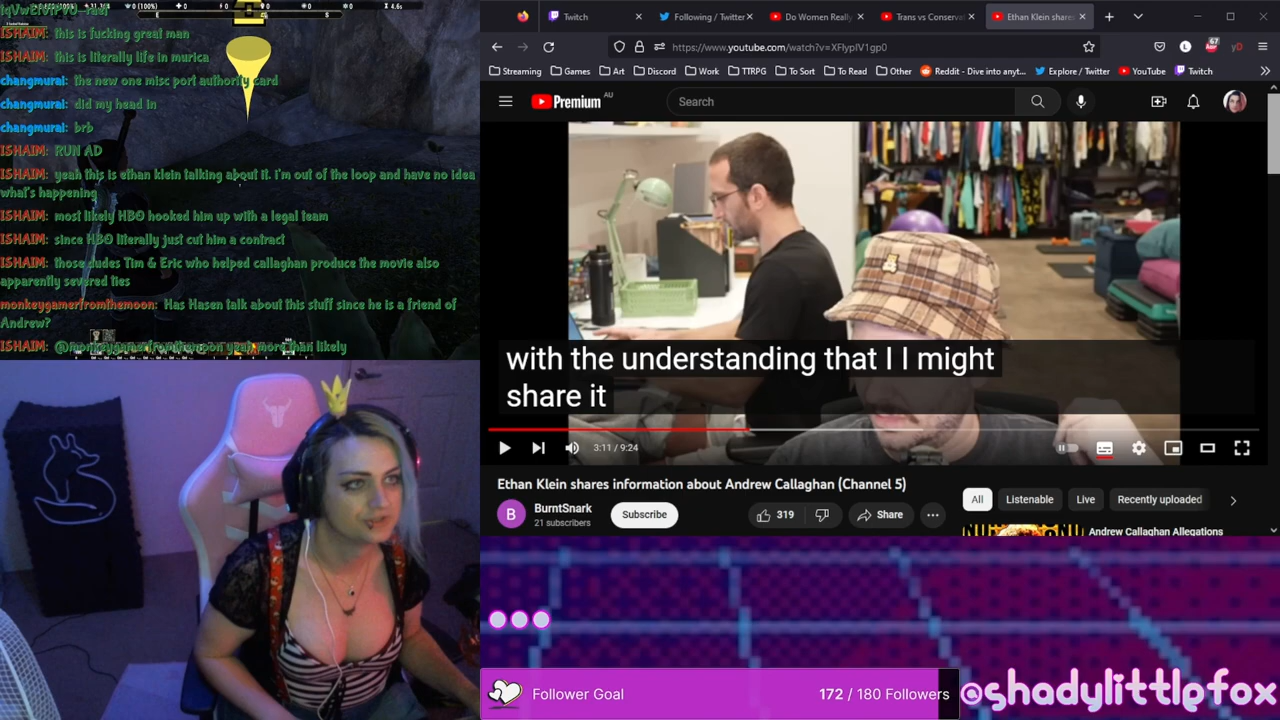 ISHAIM: this is fucking great man
ISHAIM: this is literally life in murica
changmurai: the new one misc port authority card
changmurai: did my head in
changmurai: brb
ISHAIM: RUN AD
ISHAIM: yeah this is ethan klein talking about it. i'm out of the loop and have no idea
what's happening
ISHAIM: most likely HBO hooked him up with a legal team
ISHAIM: since HBO literally just cut him a contract
ISHAIM: those dudes Tim & Eric who helped callaghan produce the movie also
apparently severed ties
monkeygamerfromthemoon: Has Hasen talk about this stuff since he is a friend of
Andrew?
ISHAIM: @monkeygamerfromthemoon yeah more than likely
Twitch
Following / Twitter
Do Women Really
Trans vs Conserva
Ethan Klein share
https://www.youtube.com/watch?v=XFlypIV1gp0
67
Streaming
Games
Art
Discord
Work
TTRPG
To Sort
To Read
Other
Reddit - Dive into anyt...
Explore / Twitter
YouTube
Twitch
Premium
AU
Search
with the understanding that I I might
share it
3:11 / 9:24
Ethan Klein shares information about Andrew Callaghan (Channel 5)
B
BurntSnark
21 subscribers
Subscribe
319
Share
All
Listenable
Live
Recently uploaded
Andrew Callaghan Allegations
Follower Goal
172 / 180 Followers
@shadylittlefox